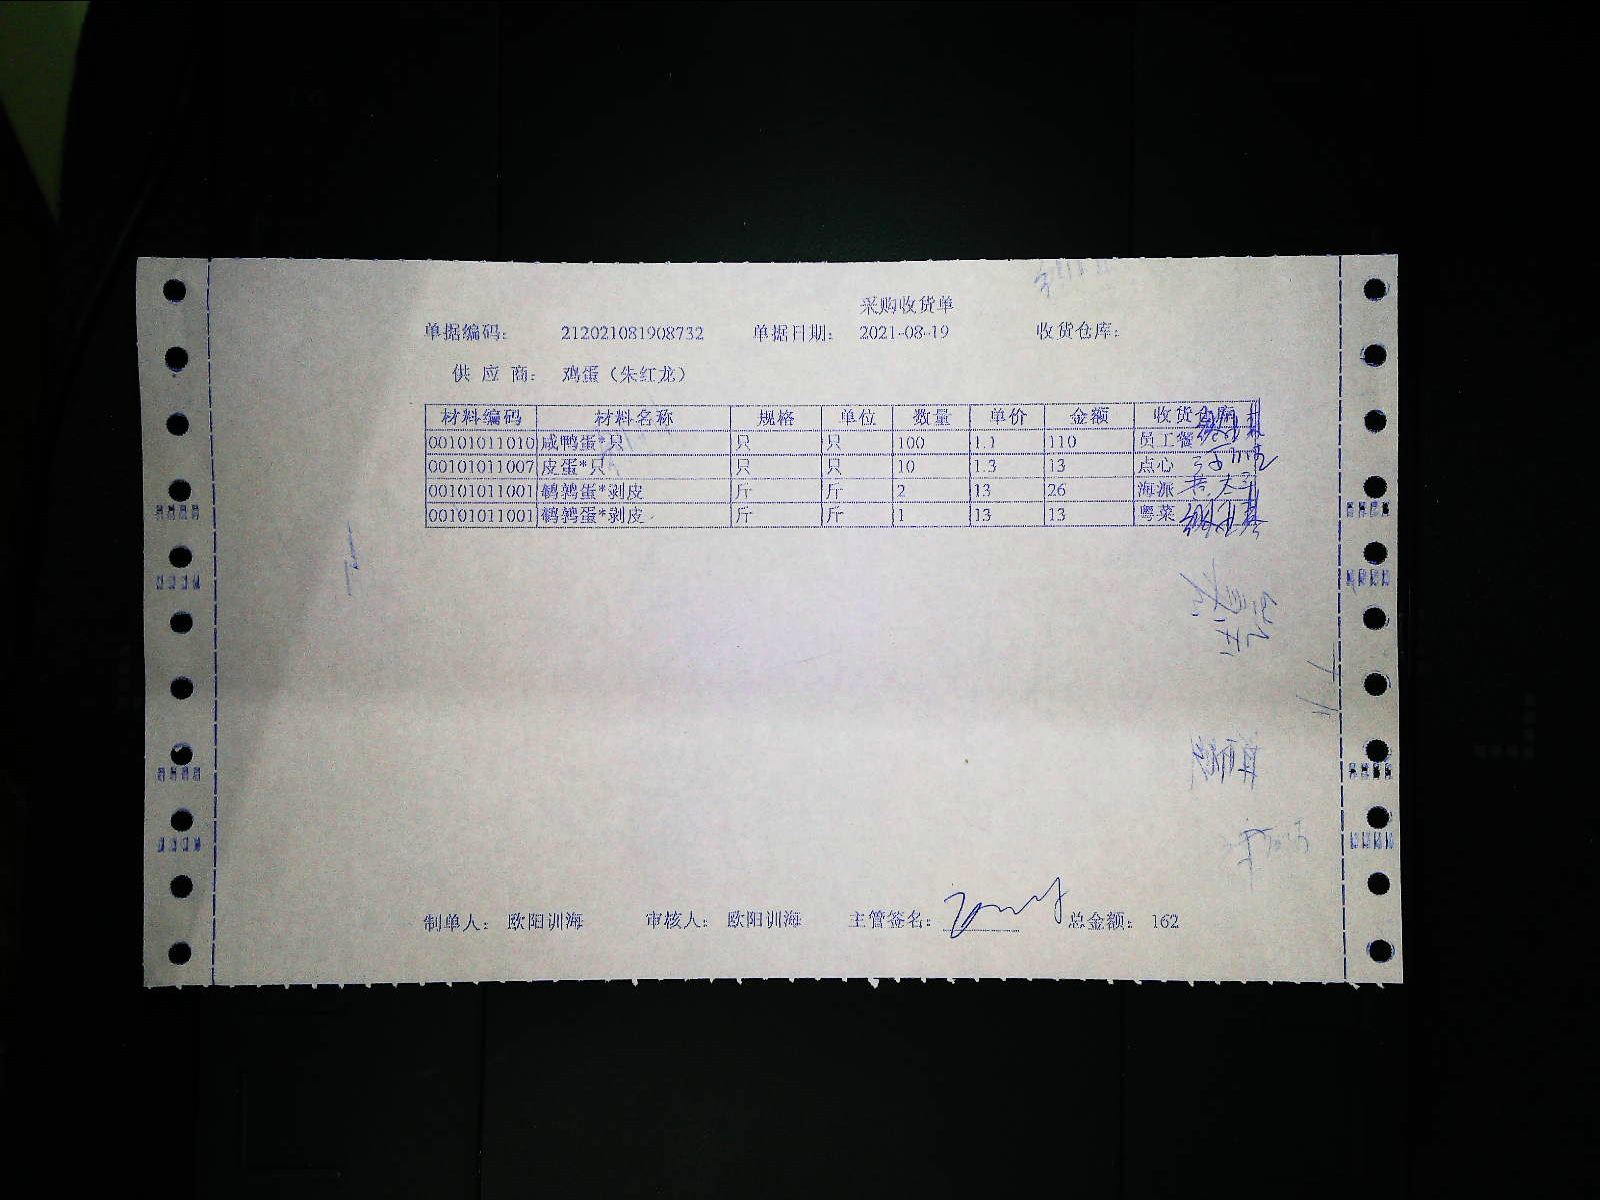 采购收货单
单据编码： 212021081908732 单据日期： 2021-08-19 收货仓库：
供 应 商： 鸡蛋（朱红龙）
材料编码 材料名称 规格 单位 数量 单价 金额 收货仓库
00101011010 咸鸭蛋*只 只 只 100 1.1 110 员工餐
00101011007 皮蛋*只 只 只 10 1.3 13 点心
00101011001 鹌鹑蛋*剥皮 斤 斤 2 13 26 海派
00101011001 鹌鹑蛋*剥皮 斤 斤 1 13 13 粤菜
制单人： 欧阳训海 审核人： 欧阳训海 主管签名： 总金额： 162